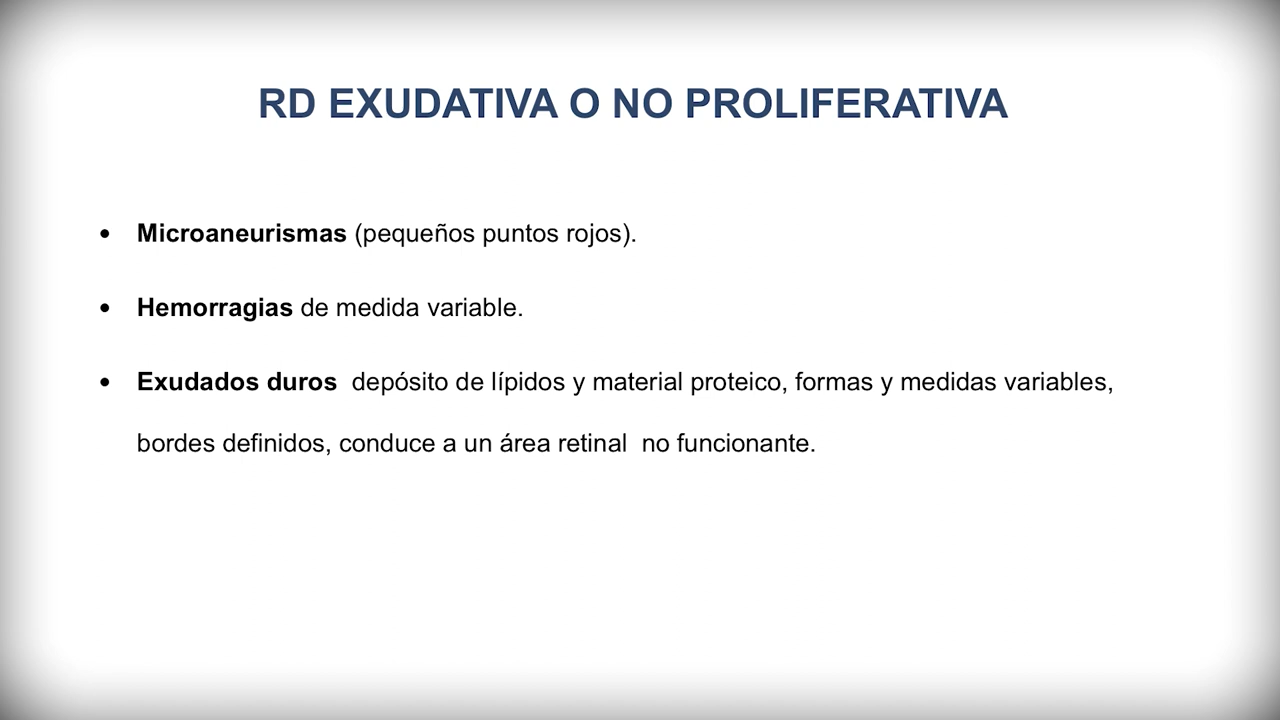 RD EXUDATIVA O NO PROLIFERATIVA
• Microaneurismas (pequeños puntos rojos).
• Hemorragias de medida variable.
• Exudados duros  depósito de lípidos y material proteico, formas y medidas variables,
bordes definidos, conduce a un área retinal  no funcionante.